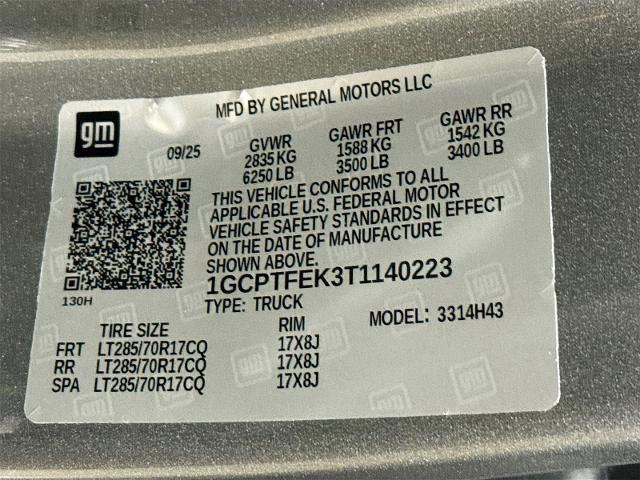 MFD BY GENERAL MOTORS LLC
gm
09/25
GVWR
2835 KG
6250 LB
GAWR FRT
1588 KG
3500 LB
GAWR RR
1542 KG
3400 LB
THIS VEHICLE CONFORMS TO ALL
APPLICABLE U.S. FEDERAL MOTOR
VEHICLE SAFETY STANDARDS IN EFFECT
ON THE DATE OF MANUFACTURE
SHOWN ABOVE.
1GCPTFEK3T1140223
130H
TYPE: TRUCK
MODEL: 3314H43
TIRE SIZE RIM
FRT LT285/70R17CQ 17X8J
RR LT285/70R17CQ 17X8J
SPA LT285/70R17CQ 17X8J